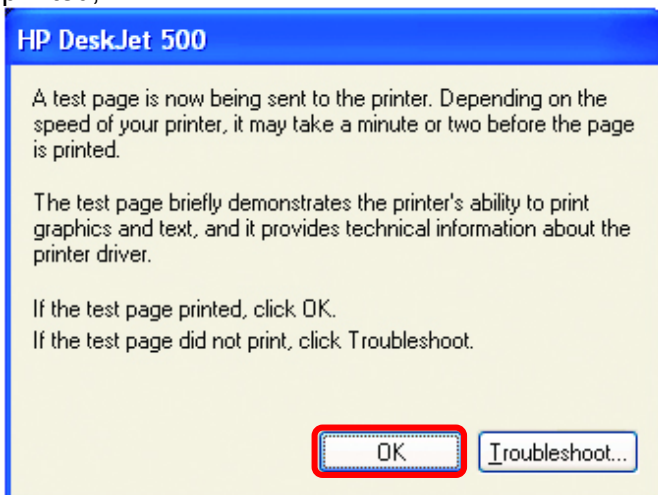 HP DeskJet 500
A test page is now being sent to the printer. Depending on the
speed of your printer, it may take a minute or two before the page
is printed.
The test page briefly demonstrates the printer's ability to print
graphics and text, and it provides technical information about the
printer driver.
If the test page printed, click OK.
If the test page did not print, click Troubleshoot.
OK
Troubleshoot...